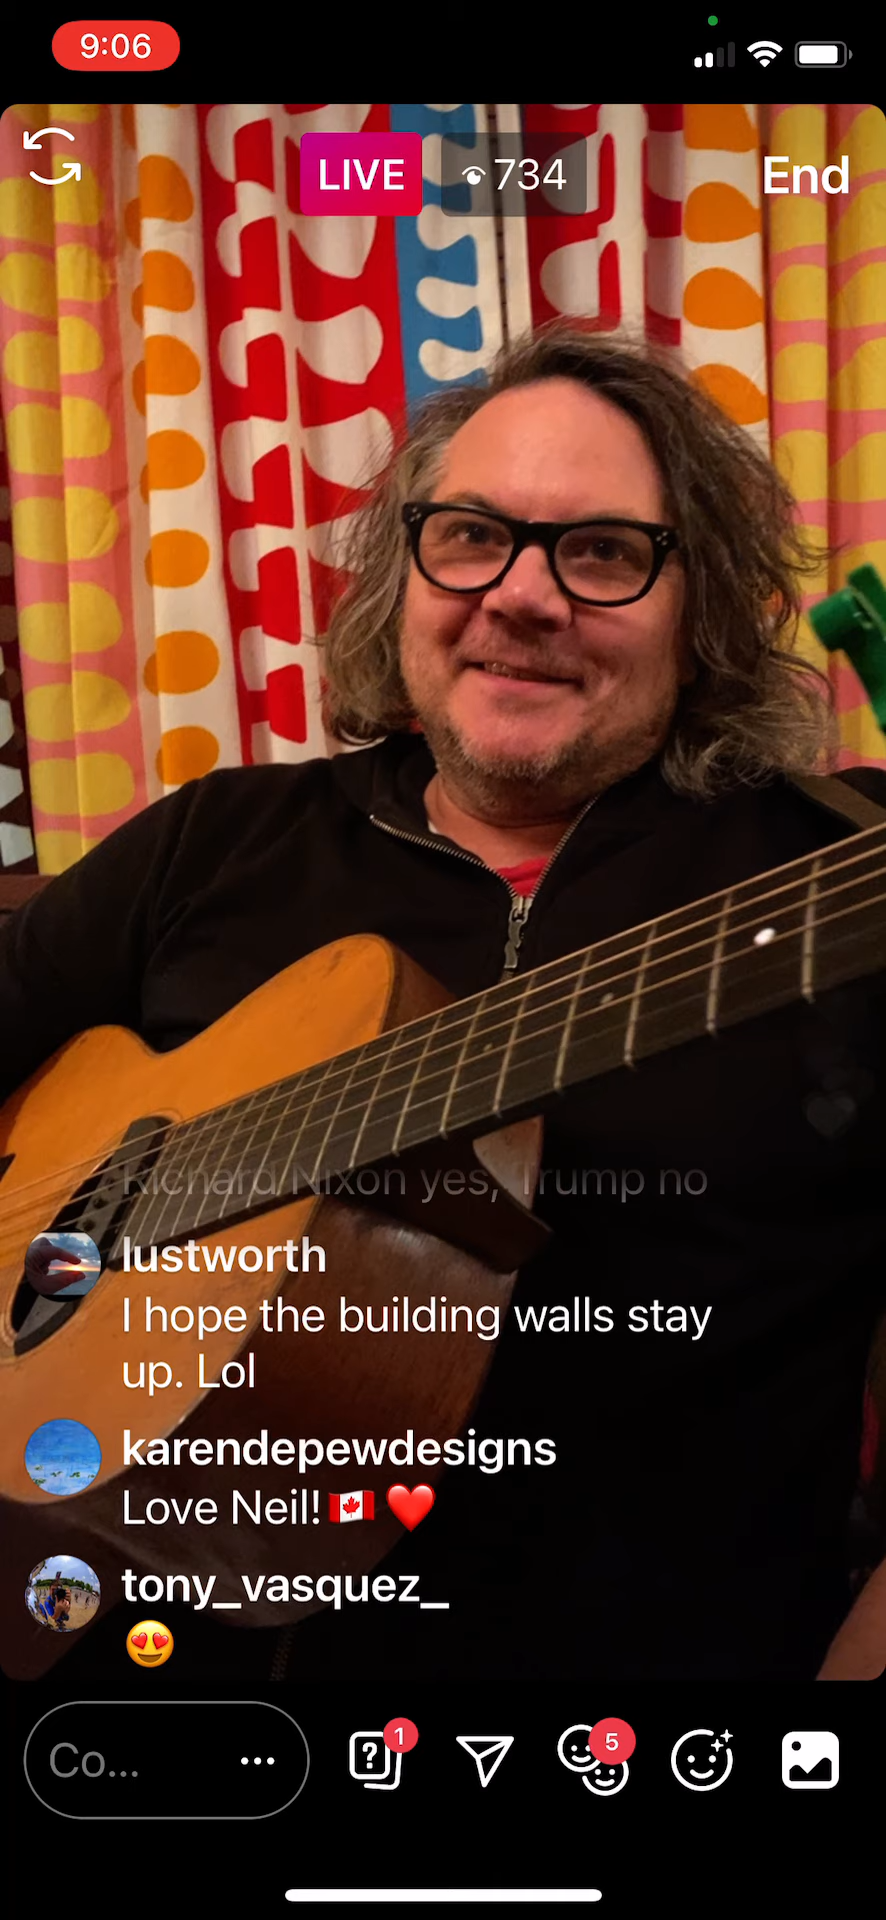 9:06
LIVE
734
End
Richard Nixon yes, Trump no
lustworth
I hope the building walls stay
up. Lol
karendepewdesigns
Love Neil!🇨🇦❤️
tony_vasquez_
😍
Co...
...
1
5